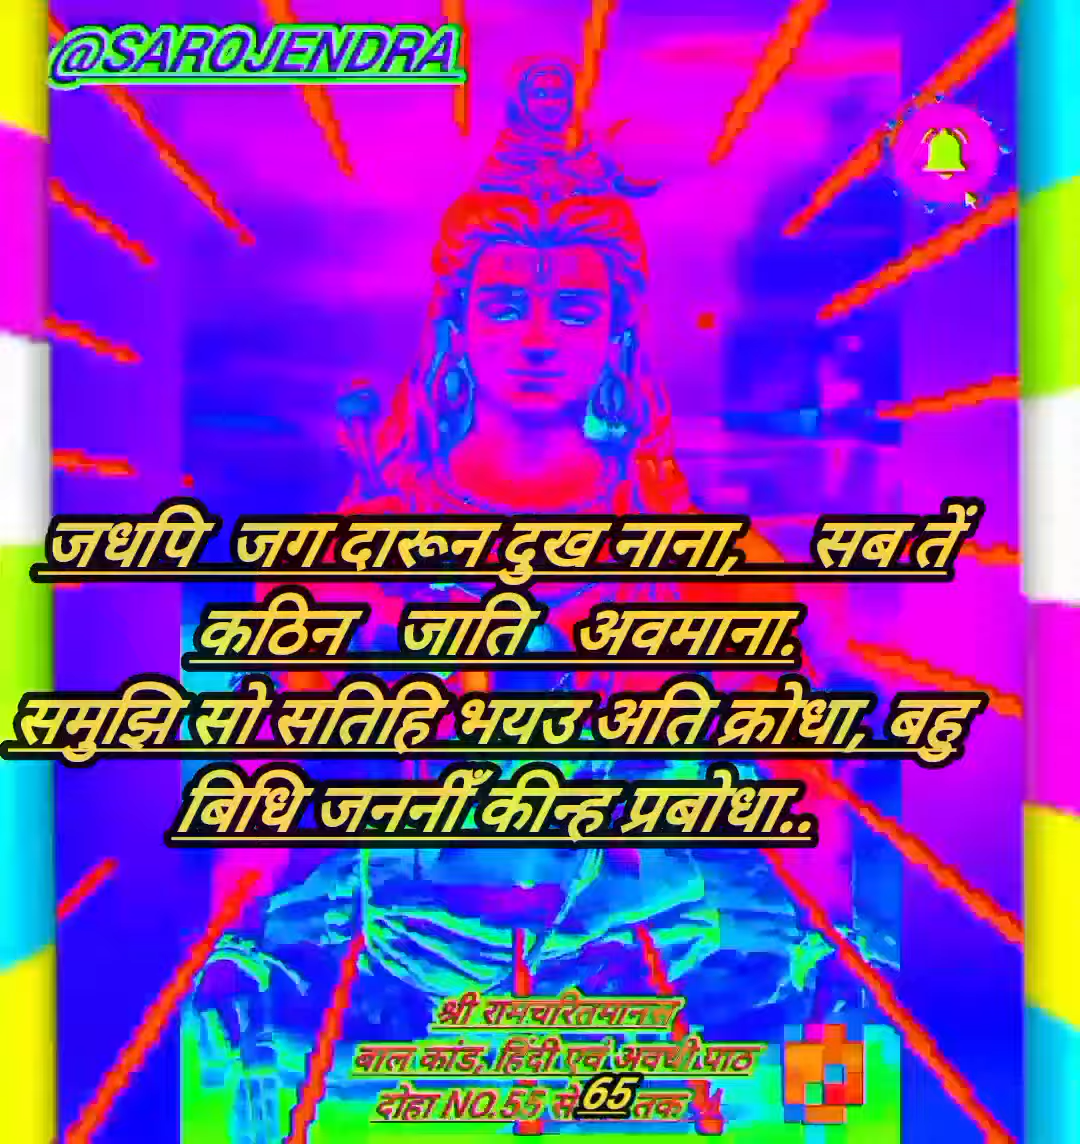 @SAROJENDRA
जधपि जग दारून दुख नाना, सब तें
कठिन जाति अवमाना.
समुझि सो सतिहि भयउ अति क्रोधा, बहु
बिधि जननीँ कीन्ह प्रबोधा..
श्री रामचरितमानस
बाल कांड, हिंदी एवं अवधी पाठ
दोहा NO. 55 से 65 तक